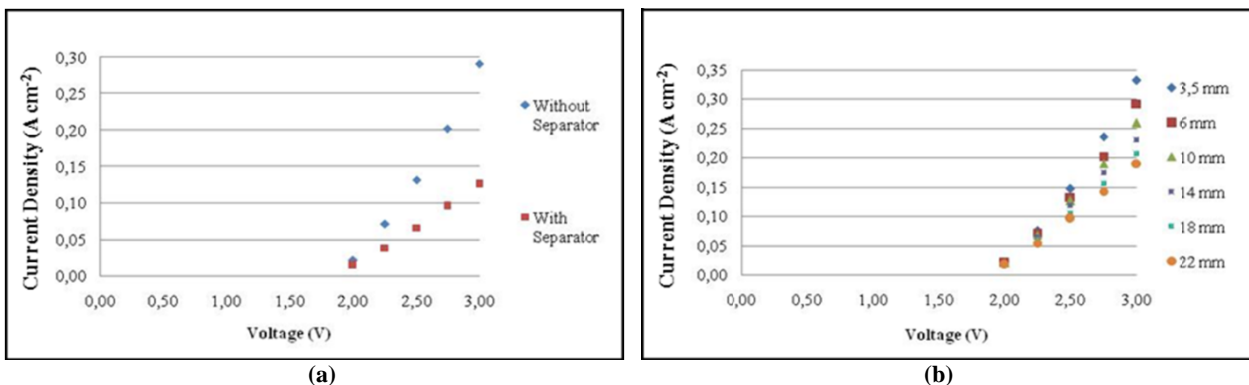 Current Density (A cm-2)
0,30
0,25
0,20
0,15
0,10
0,05
0,00
0,00 0,50 1,00 1,50 2,00 2,50 3,00
Voltage (V)
Without
Separator
With
Separator
(a)
Current Density (A cm-2)
0,35
0,30
0,25
0,20
0,15
0,10
0,05
0,00
0,00 0,50 1,00 1,50 2,00 2,50 3,00
Voltage (V)
3,5 mm
6 mm
10 mm
14 mm
18 mm
22 mm
(b)